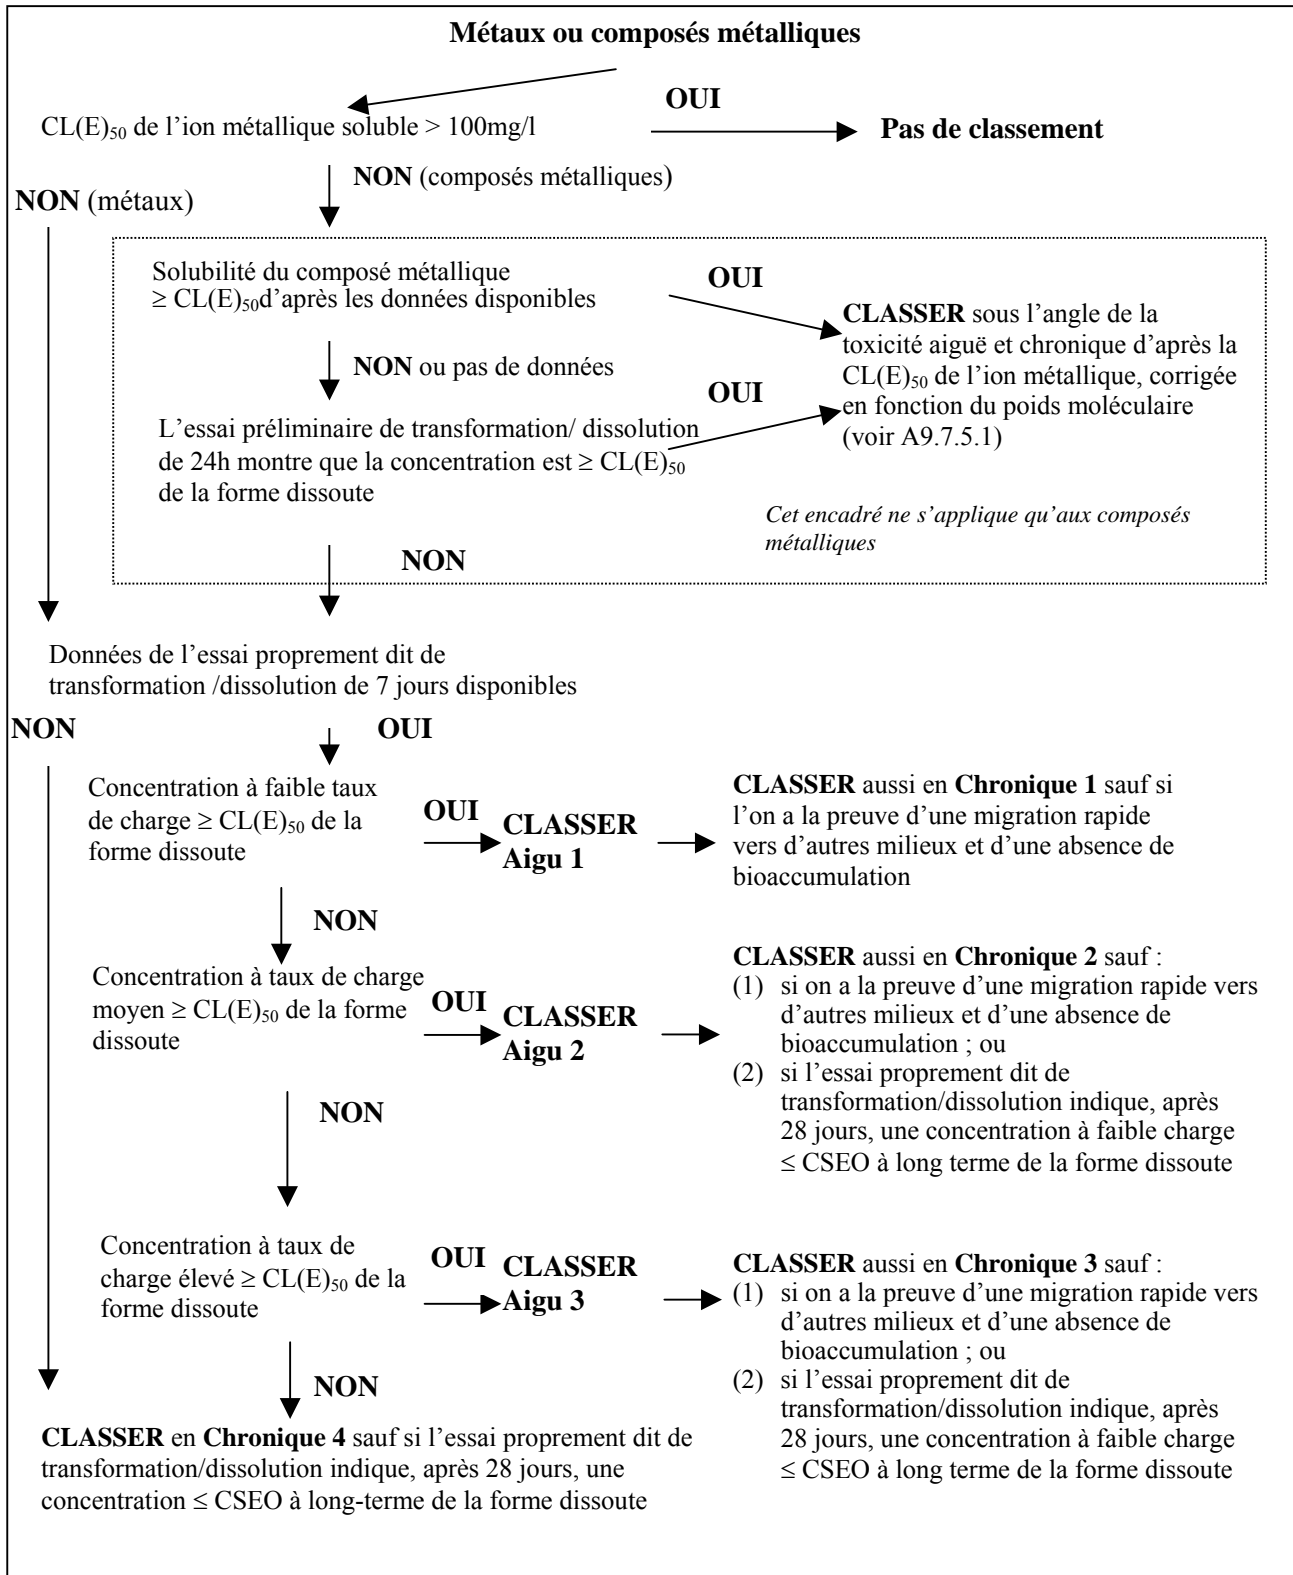 Métaux ou composés métalliques
OUI
CL(E)50 de l’ion métallique soluble > 100mg/l
Pas de classement
NON (composés métalliques)
NON (métaux)
Solubilité du composé métallique
≥ CL(E)50d’après les données disponibles
OUI
CLASSER sous l’angle de la
toxicité aiguë et chronique d’après la
CL(E)50 de l’ion métallique, corrigée
en fonction du poids moléculaire
(voir A9.7.5.1)
NON ou pas de données
OUI
L’essai préliminaire de transformation/ dissolution
de 24h montre que la concentration est ≥ CL(E)50
de la forme dissoute
Cet encadré ne s’applique qu’aux composés
métalliques
NON
Données de l’essai proprement dit de
transformation /dissolution de 7 jours disponibles
NON
OUI
Concentration à faible taux
de charge ≥ CL(E)50 de la
forme dissoute
OUI
CLASSER
Aigu 1
CLASSER aussi en Chronique 1 sauf si
l’on a la preuve d’une migration rapide
vers d’autres milieux et d’une absence de
bioaccumulation
NON
Concentration à taux de charge
moyen ≥ CL(E)50 de la forme
dissoute
OUI
CLASSER
Aigu 2
CLASSER aussi en Chronique 2 sauf :
(1) si on a la preuve d’une migration rapide vers
d’autres milieux et d’une absence de
bioaccumulation ; ou
(2) si l’essai proprement dit de
transformation/dissolution indique, après
28 jours, une concentration à faible charge
≤ CSEO à long terme de la forme dissoute
NON
Concentration à taux de
charge élevé ≥ CL(E)50 de la
forme dissoute
OUI
CLASSER
Aigu 3
CLASSER aussi en Chronique 3 sauf :
(1) si on a la preuve d’une migration rapide vers
d’autres milieux et d’une absence de
bioaccumulation ; ou
(2) si l’essai proprement dit de
transformation/dissolution indique, après
28 jours, une concentration à faible charge
≤ CSEO à long terme de la forme dissoute
NON
CLASSER en Chronique 4 sauf si l’essai proprement dit de
transformation/dissolution indique, après 28 jours, une
concentration ≤ CSEO à long-terme de la forme dissoute